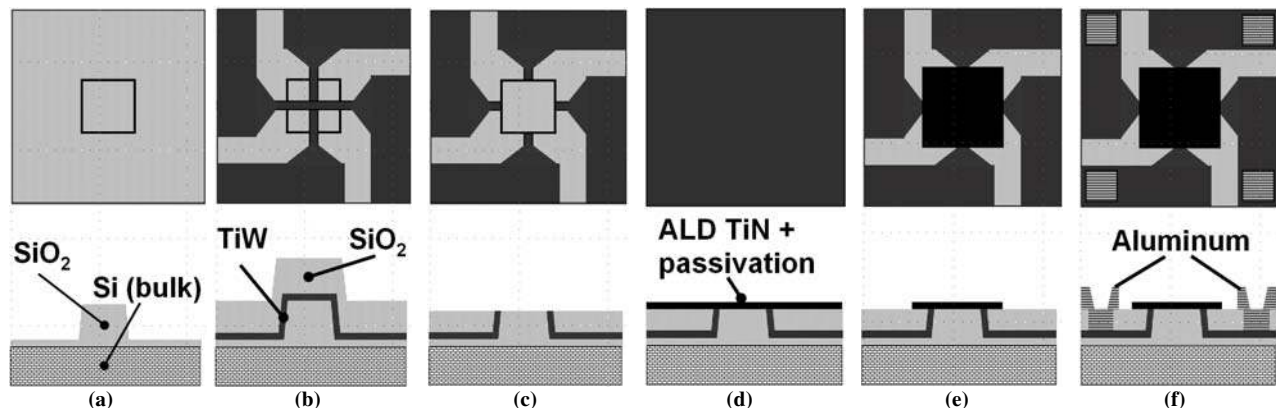 SiO₂
Si (bulk)
TiW
SiO₂
ALD TiN +
passivation
Aluminum
(a)
(b)
(c)
(d)
(e)
(f)